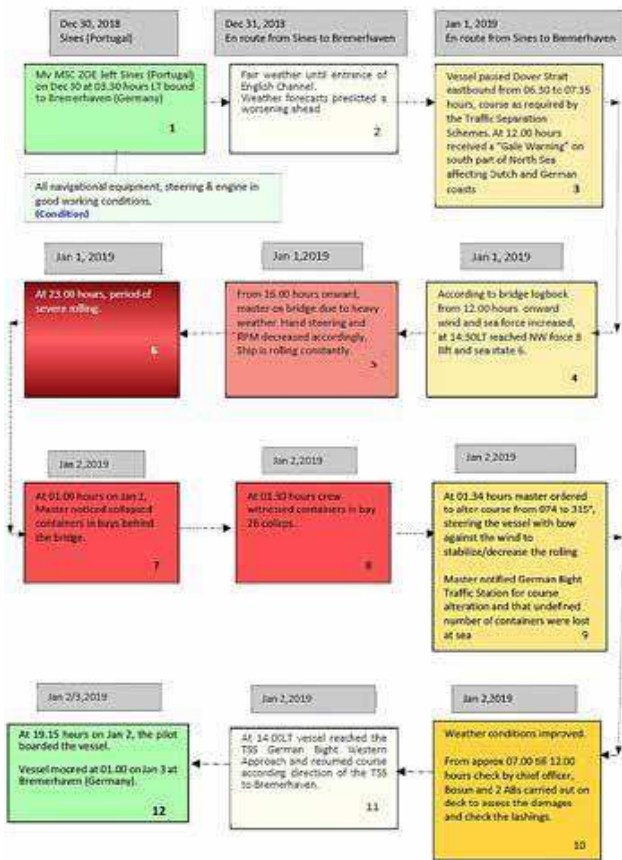 Dec 30, 2018
Sines (Portugal)
Mv MSC ZOE left Sines (Portugal)
on Dec 30 at 03.30 hours LT bound
to Bremerhaven (Germany)
1
All navigational equipment, steering & engine in
good working conditions.
(Condition)
Dec 31, 2018
En route from Sines to Bremerhaven
Fair weather until entrance of
English Channel.
Weather forecasts predicted a
worsening ahead
2
Jan 1, 2019
En route from Sines to Bremerhaven
Vessel passed Dover Strait
eastbound from 06.30 to 07.35
hours, course as required by
the Traffic Separation
Schemes. At 12.00 hours
received a "Gale Warning" on
south part of North Sea
affecting Dutch and German
coasts
3
Jan 1, 2019
According to bridge logbook
from 12.00 hours onward
wind and sea force increased,
at 14:30LT reached NW force 8
Bft and sea state 6.
4
Jan 1,2019
From 16.00 hours onward,
master on bridge due to heavy
weather. Hand steering and
RPM decreased accordingly.
Ship is rolling constantly.
5
Jan 1, 2019
At 23.00 hours, period of
severe rolling.
6
Jan 2,2019
At 01.00 hours on Jan 2,
Master noticed collapsed
containers in bays behind
the bridge.
7
Jan 2,2019
At 01.30 hours crew
witnessed containers in bay
26 collaps.
8
Jan 2,2019
At 01.34 hours master ordered
to alter course from 074 to 315°,
steering the vessel with bow
against the wind to
stabilize/decrease the rolling
Master notified German Bight
Traffic Station for course
alteration and that undefined
number of containers were lost
at sea
9
Jan 2,2019
Weather conditions improved.
From approx 07.00 till 12.00
hours check by chief officer,
Bosun and 2 ABs carried out on
deck to assess the damages
and check the lashings.
10
Jan 2,2019
At 14.00LT vessel reached the
TSS German Bight Western
Approach and resumed course
according direction of the TSS
to Bremerhaven.
11
Jan 2/3,2019
At 19.15 hours on Jan 2, the pilot
boarded the vessel.
Vessel moored at 01.00 on Jan 3 at
Bremerhaven (Germany).
12